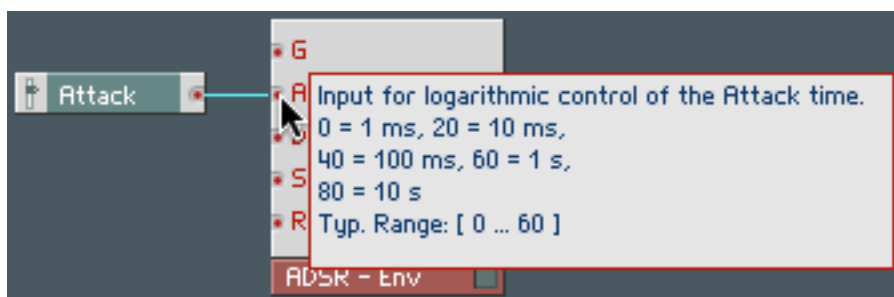 G
Attack
A
Input for logarithmic control of the Attack time.
0 = 1 ms, 20 = 10 ms,
D
40 = 100 ms, 60 = 1 s,
S
80 = 10 s
R
Typ. Range: [ 0 ... 60 ]
ADSR - Env